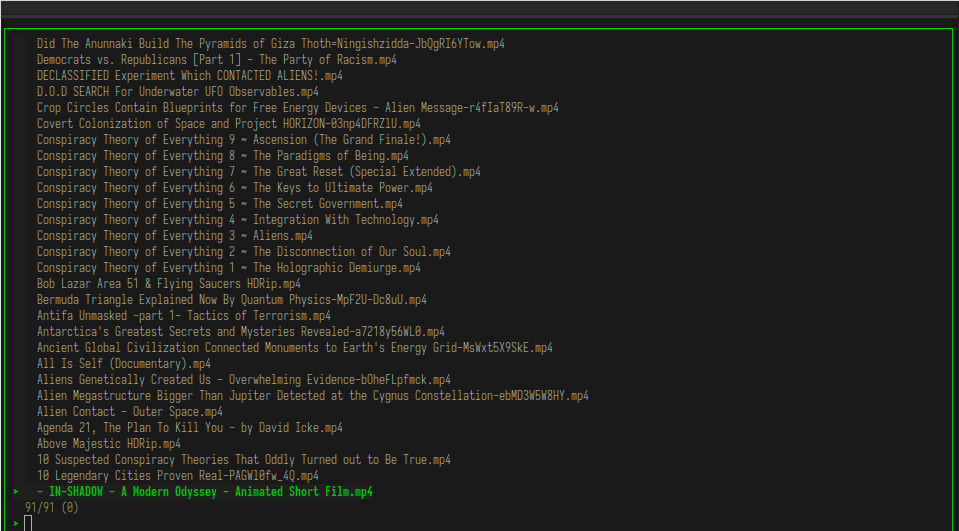 Did The Anunnaki Build The Pyramids of Giza Thoth=Ningishzidda-JbQgRI6YTow.mp4
Democrats vs. Republicans [Part 1] - The Party of Racism.mp4
DECLASSIFIED Experiment Which CONTACTED ALIENS!.mp4
D.O.D SEARCH For Underwater UFO Observables.mp4
Crop Circles Contain Blueprints for Free Energy Devices - Alien Message-r4fIaT89R-w.mp4
Covert Colonization of Space and Project HORIZON-03np4DFRZlU.mp4
Conspiracy Theory of Everything 9 ~ Ascension (The Grand Finale!).mp4
Conspiracy Theory of Everything 8 ~ The Paradigms of Being.mp4
Conspiracy Theory of Everything 7 ~ The Great Reset (Special Extended).mp4
Conspiracy Theory of Everything 6 ~ The Keys to Ultimate Power.mp4
Conspiracy Theory of Everything 5 ~ The Secret Government.mp4
Conspiracy Theory of Everything 4 ~ Integration With Technology.mp4
Conspiracy Theory of Everything 3 ~ Aliens.mp4
Conspiracy Theory of Everything 2 ~ The Disconnection of Our Soul.mp4
Conspiracy Theory of Everything 1 ~ The Holographic Demiurge.mp4
Bob Lazar Area 51 & Flying Saucers HDRip.mp4
Bermuda Triangle Explained Now By Quantum Physics-MpF2U-Dc8uU.mp4
Antifa Unmasked -part 1- Tactics of Terrorism.mp4
Antarctica's Greatest Secrets and Mysteries Revealed-a7218y56WL0.mp4
Ancient Global Civilization Connected Monuments to Earth's Energy Grid-MsWxt5X9SkE.mp4
All Is Self (Documentary).mp4
Aliens Genetically Created Us - Overwhelming Evidence-bOheFLpfmck.mp4
Alien Megastructure Bigger Than Jupiter Detected at the Cygnus Constellation-ebMD3W5W8HY.mp4
Alien Contact - Outer Space.mp4
Agenda 21, The Plan To Kill You - by David Icke.mp4
Above Majestic HDRip.mp4
10 Suspected Conspiracy Theories That Oddly Turned out to Be True.mp4
10 Legendary Cities Proven Real-PAGWl0fw_4Q.mp4
> - IN-SHADOW - A Modern Odyssey - Animated Short Film.mp4
91/91 (0)
>